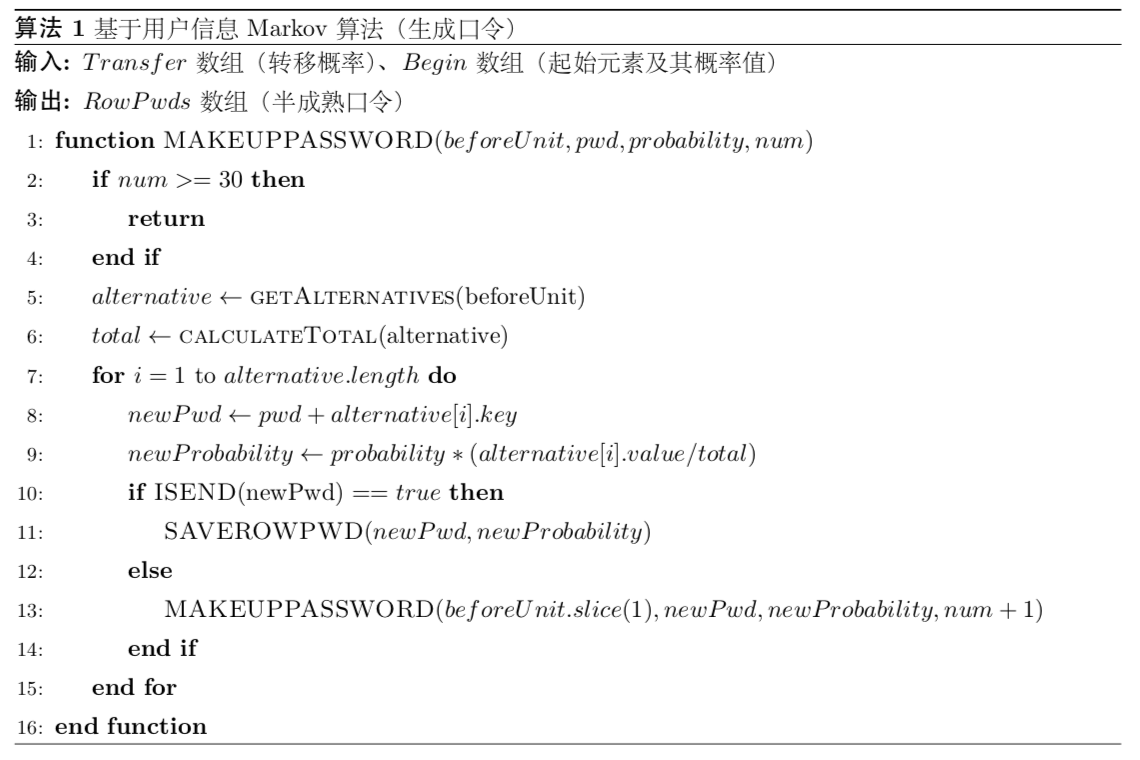 算法 1 基于用户信息 Markov 算法（生成口令）
输入: Transfer 数组（转移概率）、Begin 数组（起始元素及其概率值）
输出: RowPwds 数组（半成熟口令）
1: function MAKEUPPASSWORD(beforeUnit, pwd, probability, num)
2: if num >= 30 then
3: return
4: end if
5: alternative ← GETALTERNATIVES(beforeUnit)
6: total ← CALCULATETOTAL(alternative)
7: for i = 1 to alternative.length do
8: newPwd ← pwd + alternative[i].key
9: newProbability ← probability ∗ (alternative[i].value/total)
10: if ISEND(newPwd) == true then
11: SAVEROWPWD(newPwd, newProbability)
12: else
13: MAKEUPPASSWORD(beforeUnit.slice(1), newPwd, newProbability, num + 1)
14: end if
15: end for
16: end function